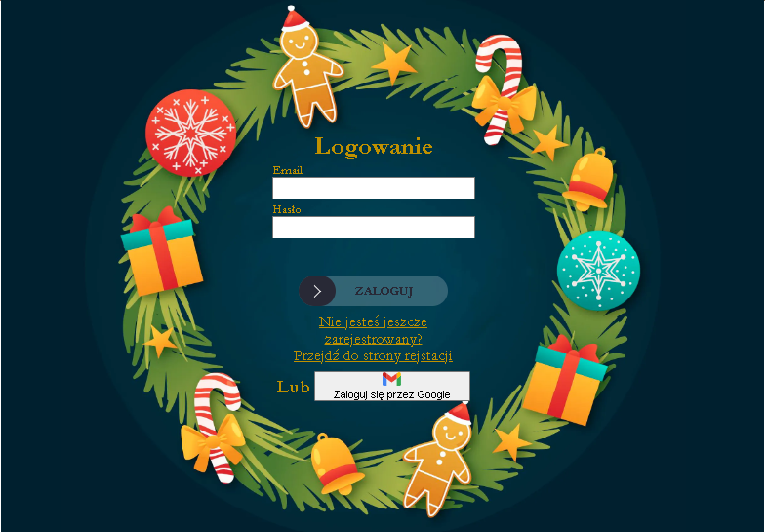 Logowanie
Email
Hasło
ZALOGUJ
Nie jesteś jeszcze
zarejestrowany?
Przejdź do strony rejstacji
Lub
Zaloguj się przez Google